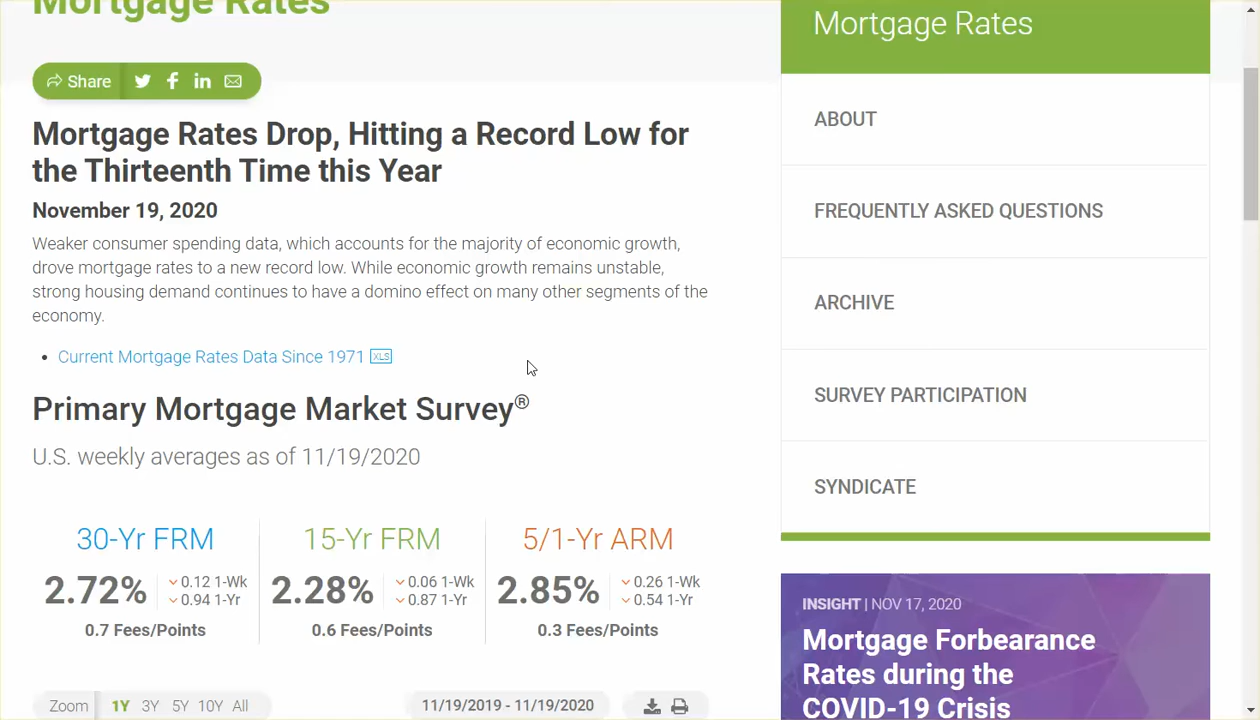 Mortgage Rates
Share
Mortgage Rates Drop, Hitting a Record Low for
the Thirteenth Time this Year
November 19, 2020
Weaker consumer spending data, which accounts for the majority of economic growth,
drove mortgage rates to a new record low. While economic growth remains unstable,
strong housing demand continues to have a domino effect on many other segments of the
economy.
• Current Mortgage Rates Data Since 1971 XLS
Primary Mortgage Market Survey®
U.S. weekly averages as of 11/19/2020
30-Yr FRM
2.72%
0.12 1-Wk
0.94 1-Yr
0.7 Fees/Points
15-Yr FRM
2.28%
0.06 1-Wk
0.87 1-Yr
0.6 Fees/Points
5/1-Yr ARM
2.85%
0.26 1-Wk
0.54 1-Yr
0.3 Fees/Points
Zoom 1Y 3Y 5Y 10Y All
11/19/2019 - 11/19/2020
Mortgage Rates
ABOUT
FREQUENTLY ASKED QUESTIONS
ARCHIVE
SURVEY PARTICIPATION
SYNDICATE
INSIGHT | NOV 17, 2020
Mortgage Forbearance
Rates during the
COVID-19 Crisis